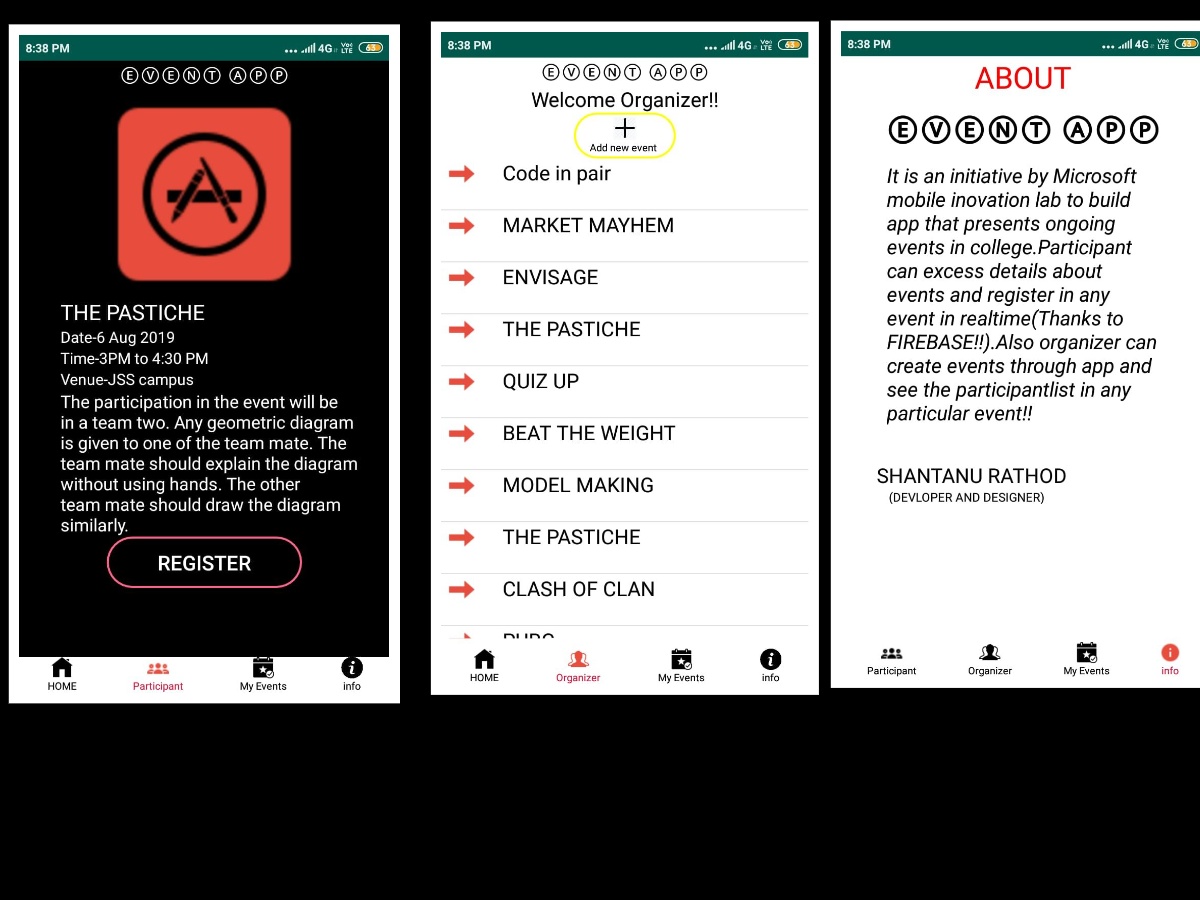 8:38 PM
4G Voo LTE 63
ⒺⓋⒺⓃⓉ ⒶⓅⓅ
THE PASTICHE
Date-6 Aug 2019
Time-3PM to 4:30 PM
Venue-JSS campus
The participation in the event will be
in a team two. Any geometric diagram
is given to one of the team mate. The
team mate should explain the diagram
without using hands. The other
team mate should draw the diagram
similarly.
REGISTER
HOME Participant My Events info
8:38 PM
4G Voo LTE 63
ⒺⓋⒺⓃⓉ ⒶⓅⓅ
Welcome Organizer!!
Add new event
Code in pair
MARKET MAYHEM
ENVISAGE
THE PASTICHE
QUIZ UP
BEAT THE WEIGHT
MODEL MAKING
THE PASTICHE
CLASH OF CLAN
HOME Organizer My Events info
8:38 PM
4G Voo LTE 63
ABOUT
ⒺⓋⒺⓃⓉ ⒶⓅⓅ
It is an initiative by Microsoft
mobile inovation lab to build
app that presents ongoing
events in college.Participant
can excess details about
events and register in any
event in realtime(Thanks to
FIREBASE!!).Also organizer can
create events through app and
see the participantlist in any
particular event!!
SHANTANU RATHOD
(DEVLOPER AND DESIGNER)
Participant Organizer My Events info